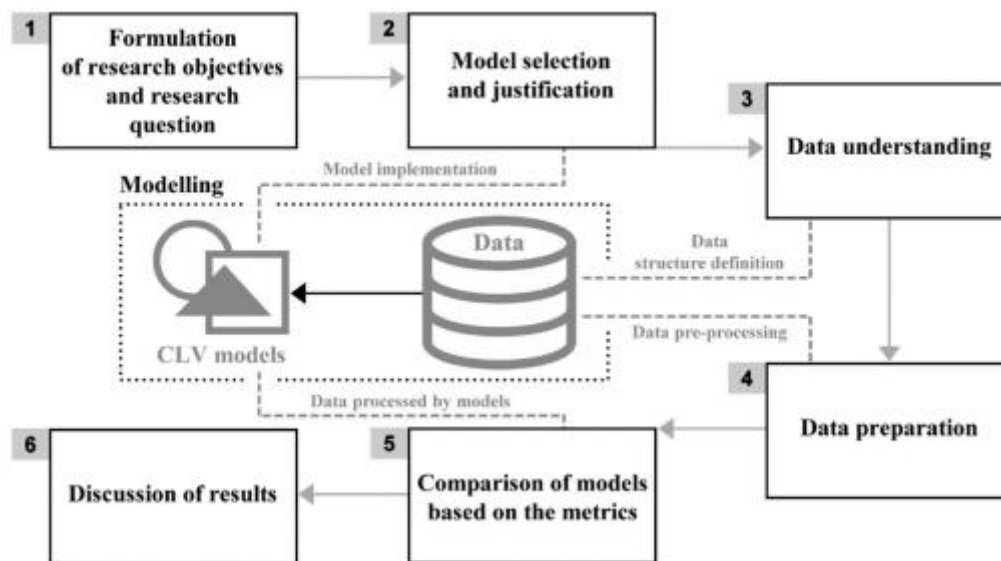 1
Formulation
of research objectives
and research
question
2
Model selection
and justification
3
Data understanding
Model implementation
Modelling
Data
CLV models
Data
structure definition
Data pre-processing
4
Data preparation
Data processed by models
5
Comparison of models
based on the metrics
6
Discussion of results